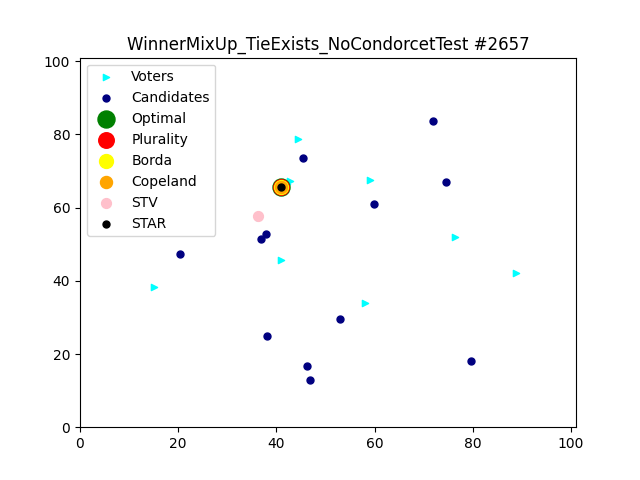 WinnerMixUp_TieExists_NoCondorcetTest #2657
100
80
60
40
20
0
0
20
40
60
80
100
Voters
Candidates
Optimal
Plurality
Borda
Copeland
STV
STAR